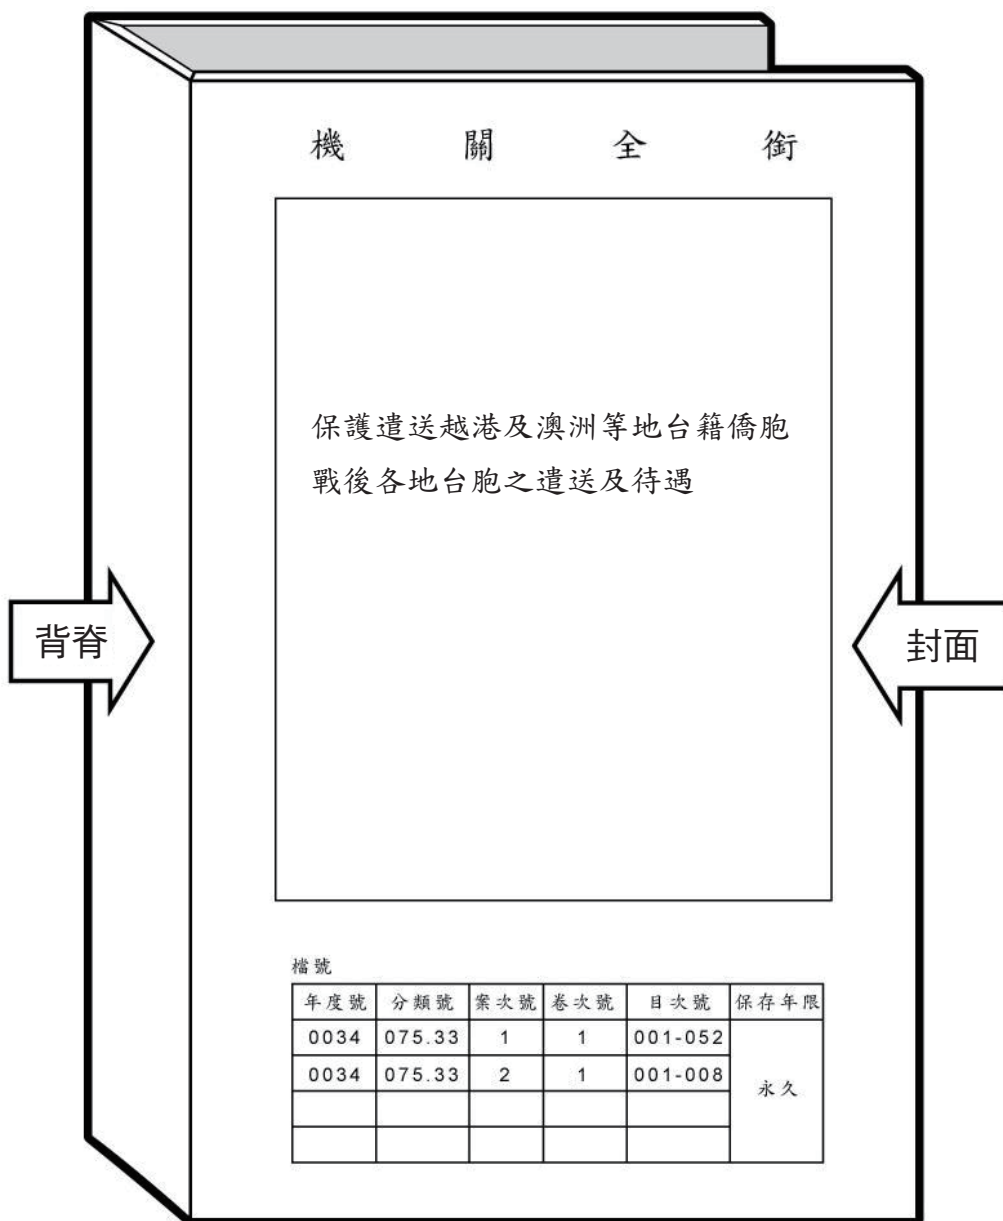 機關全銜
保護遣送越港及澳洲等地台籍僑胞
戰後各地台胞之遣送及待遇
背脊
封面
檔號
年度號 分類號 案次號 卷次號 目次號 保存年限
0034 075.33 1 1 001-052
0034 075.33 2 1 001-008
永久